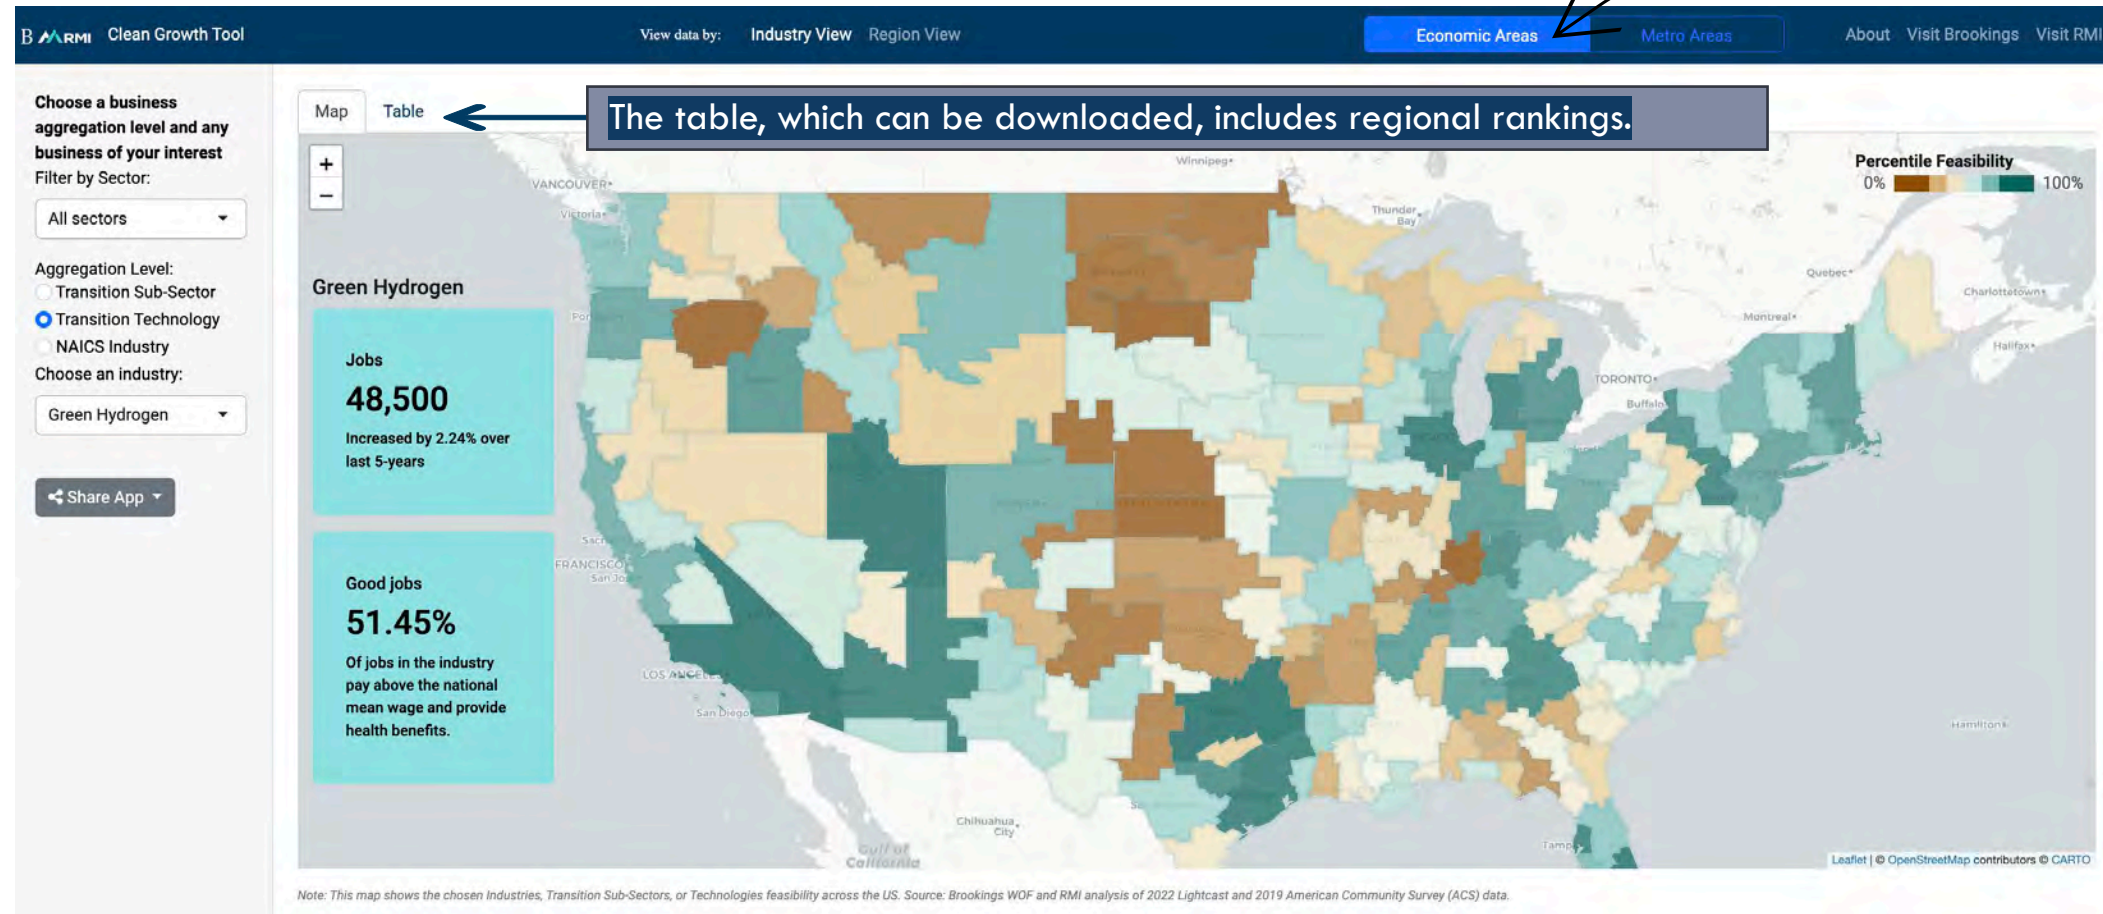 B RMI Clean Growth Tool
View data by: Industry View Region View
Economic Areas Metro Areas
About Visit Brookings Visit RMI
Choose a business
aggregation level and any
business of your interest
Filter by Sector:
All sectors
Aggregation Level:
Transition Sub-Sector
Transition Technology
NAICS Industry
Choose an industry:
Green Hydrogen
Share App
Map Table
The table, which can be downloaded, includes regional rankings.
+
−
Percentile Feasibility
0% 100%
Green Hydrogen
Jobs
48,500
Increased by 2.24% over
last 5-years
Good jobs
51.45%
Of jobs in the industry
pay above the national
mean wage and provide
health benefits.
Winnipeg
VANCOUVER
Victoria
Thunder
Bay
Quebec
Charlottetown
Montreal
Halifax
TORONTO
Buffalo
FRANCISCO
San Diego
Hamilton
Chihuahua
City
Gulf of
California
Tampa
Leaflet | © OpenStreetMap contributors © CARTO
Note: This map shows the chosen Industries, Transition Sub-Sectors, or Technologies feasibility across the US. Source: Brookings WOF and RMI analysis of 2022 Lightcast and 2019 American Community Survey (ACS) data.